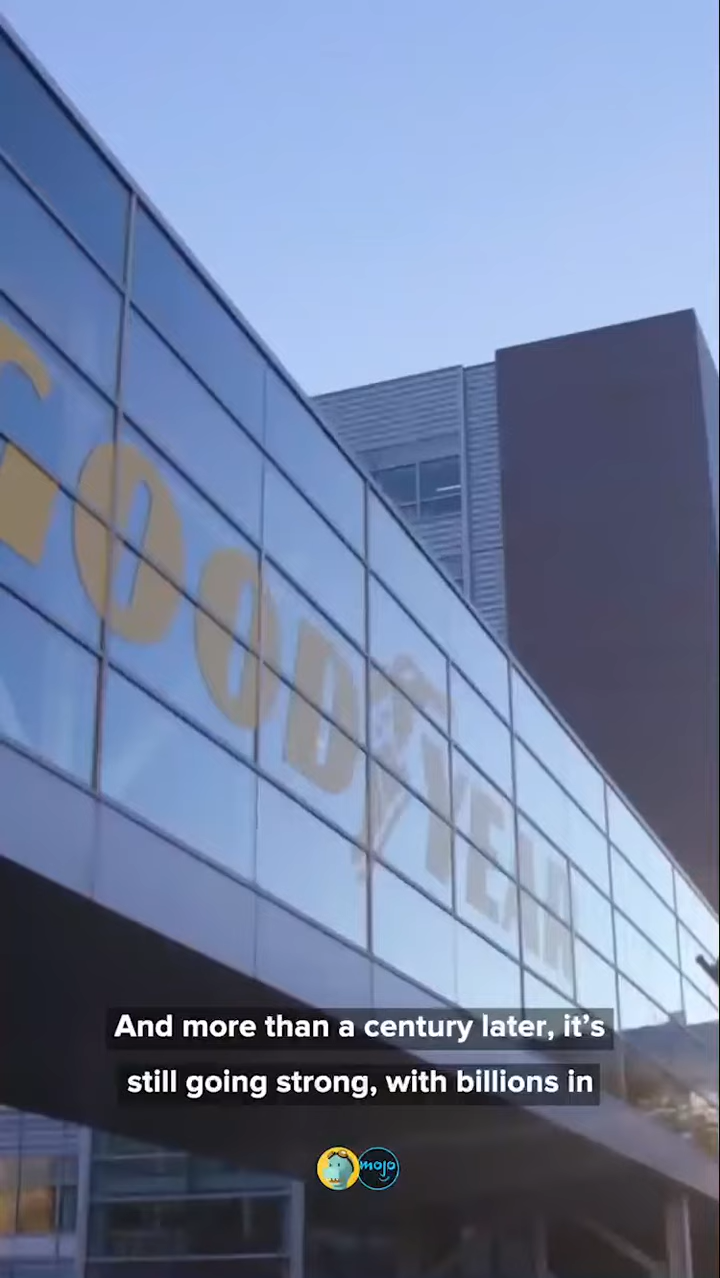 GOODYEAR
And more than a century later, it’s
still going strong, with billions in
mojo